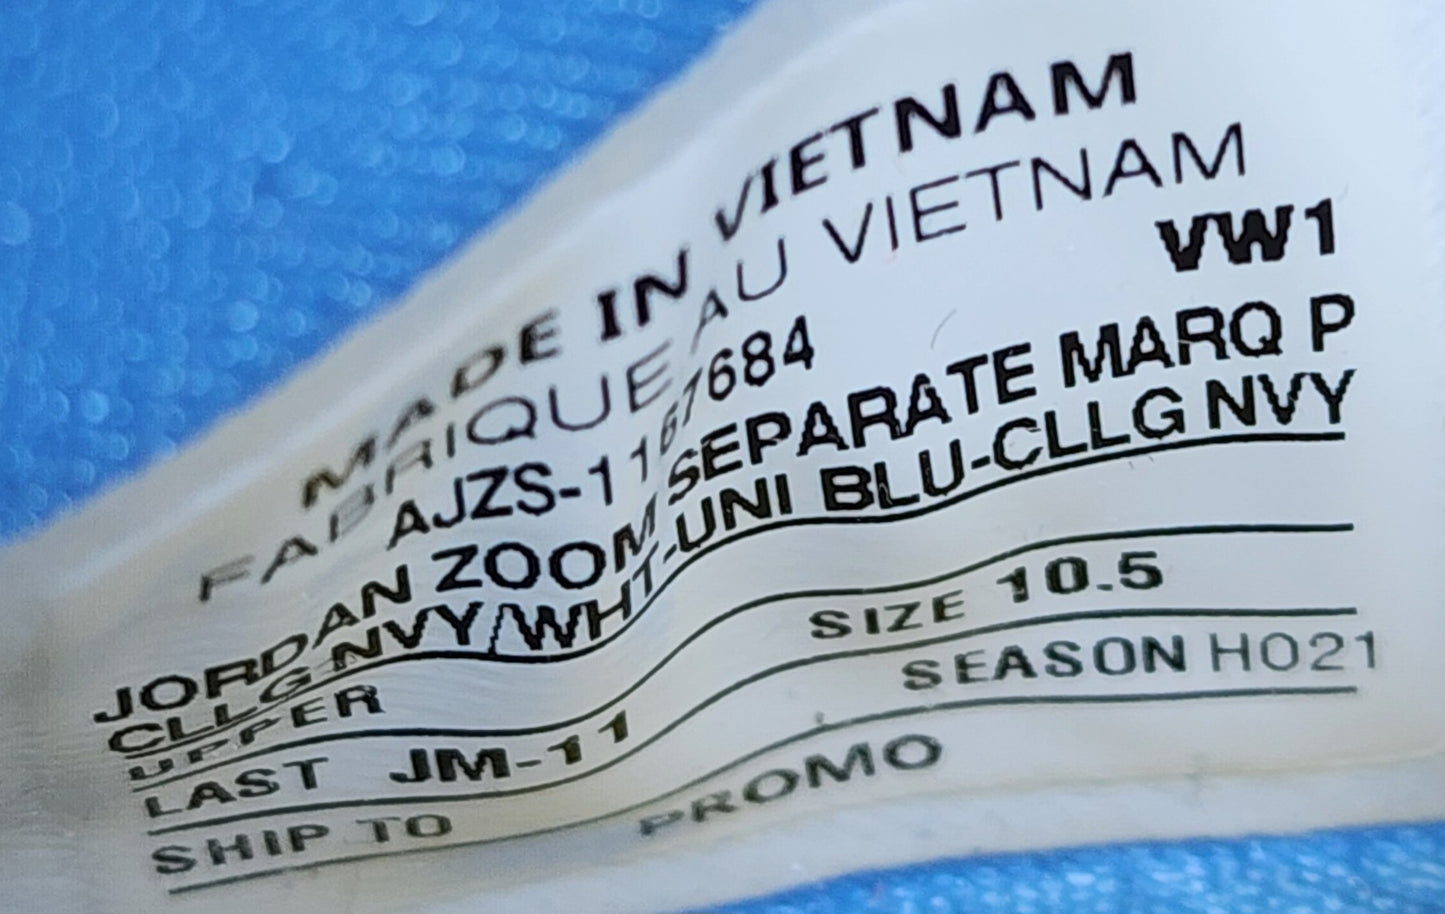 MADE IN VIETNAM
FABRIQUE AU VIETNAM
VW1
AJZS-1167684
JORDAN ZOOM SEPARATE MARQ P
CLLG NVY/WHT-UNI BLU-CLLG NVY
UPPER
LAST JM-11 SIZE 10.5
SHIP TO PROMO SEASON HO21